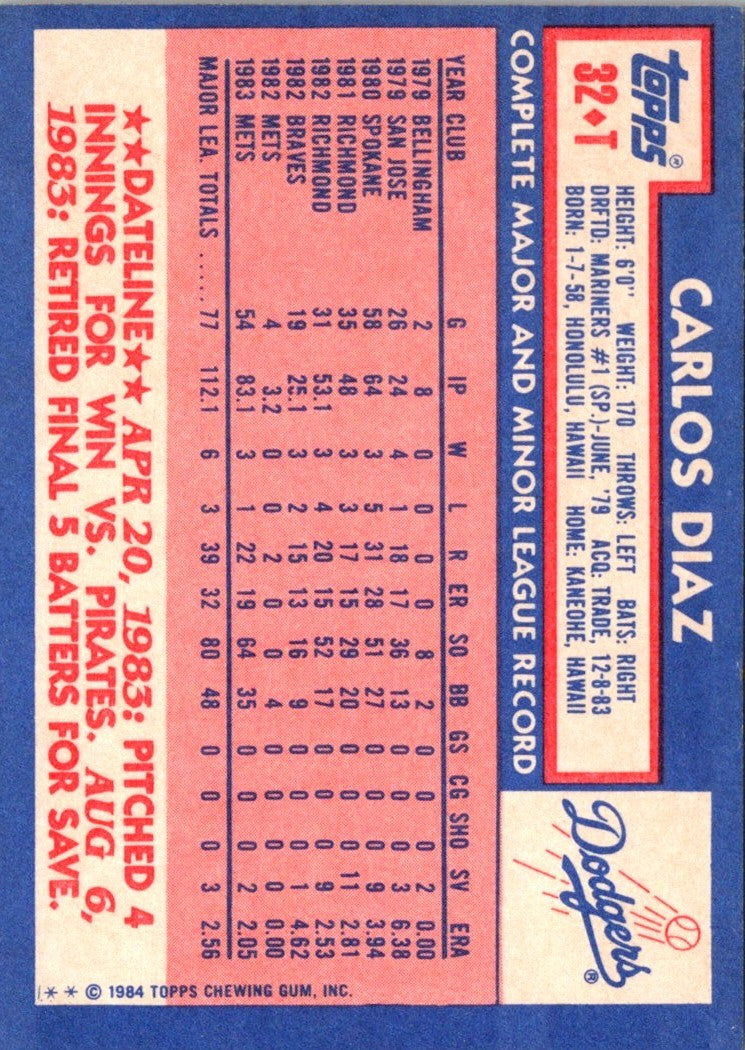 topps®
32♦T
CARLOS DIAZ
HEIGHT: 6'0" WEIGHT: 170 THROWS: LEFT BATS: RIGHT
DRFTD: MARINERS #1 (SP.)-JUNE, '79 ACQ: TRADE, 12-8-83
BORN: 1-7-58, HONOLULU, HAWAII HOME: KANEOHE, HAWAII
Dodgers®
COMPLETE MAJOR AND MINOR LEAGUE RECORD
YEAR CLUB G IP W L R ER SO BB GS CG SHO SV ERA
1979 BELLINGHAM 2 8 0 0 0 0 8 2 0 0 0 2 0.00
1979 SAN JOSE 26 24 4 1 18 17 36 13 0 0 0 3 6.38
1980 SPOKANE 58 64 3 5 31 28 51 27 0 0 0 9 3.94
1981 RICHMOND 35 48 3 3 17 15 29 20 0 0 0 11 2.81
1982 RICHMOND 31 53.1 3 4 20 15 52 17 0 0 0 9 2.53
1982 BRAVES 19 25.1 3 2 15 13 16 9 0 0 0 1 4.62
1982 METS 4 3.2 0 0 2 0 0 4 0 0 0 0 0.00
1983 METS 54 83.1 3 1 22 19 64 35 0 0 0 2 2.05
MAJOR LEA. TOTALS ..... 77 112.1 6 3 39 32 80 48 0 0 0 3 2.56
★★DATELINE★★ APR 20, 1983: PITCHED 4
INNINGS FOR WIN VS. PIRATES. AUG 6,
1983: RETIRED FINAL 5 BATTERS FOR SAVE.
* * © 1984 TOPPS CHEWING GUM, INC.